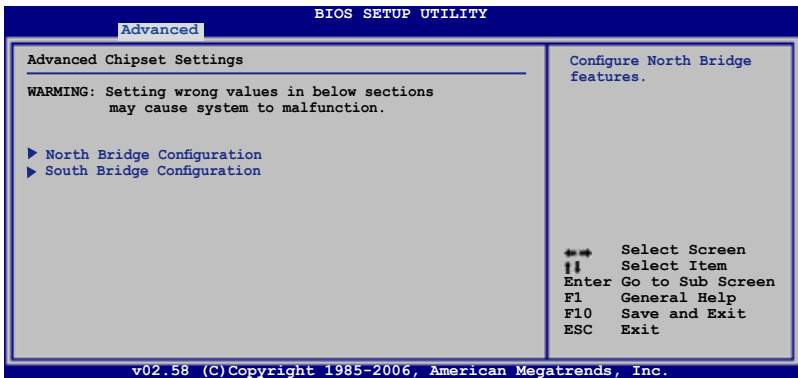 BIOS SETUP UTILITY
Advanced
Advanced Chipset Settings
WARMING: Setting wrong values in below sections
may cause system to malfunction.
North Bridge Configuration
South Bridge Configuration
Configure North Bridge
features.
Select Screen
Select Item
Enter Go to Sub Screen
F1 General Help
F10 Save and Exit
ESC Exit
v02.58 (C)Copyright 1985-2006, American Megatrends, Inc.